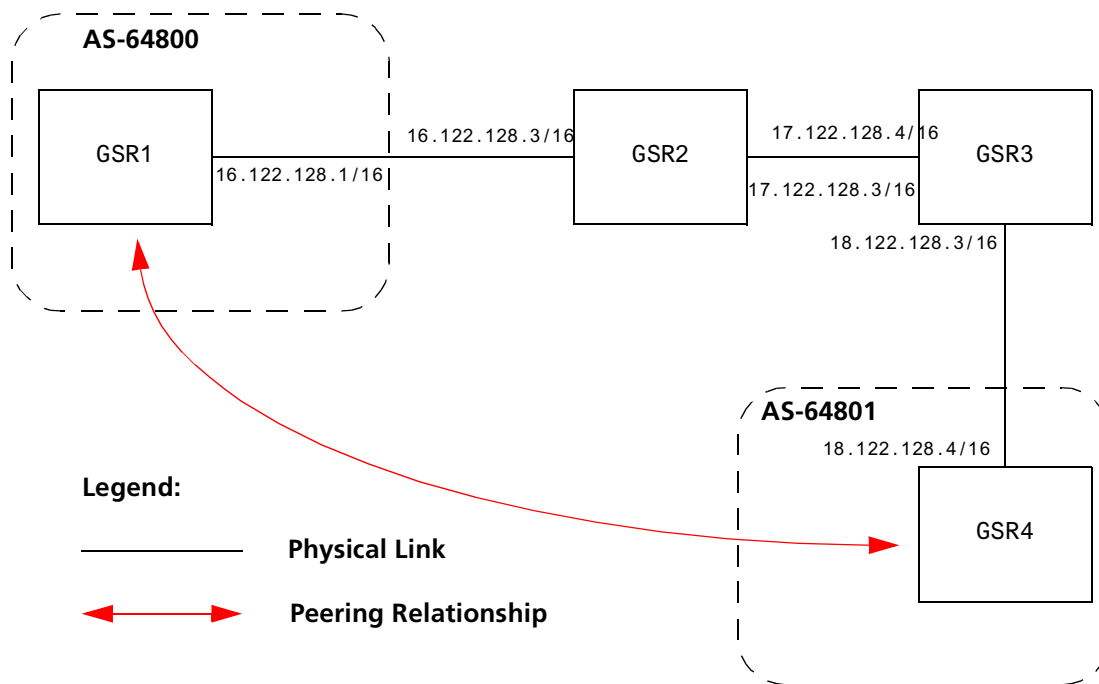 AS-64800
GSR1
16.122.128.1/16
16.122.128.3/16
GSR2
17.122.128.4/16
17.122.128.3/16
GSR3
18.122.128.3/16
AS-64801
18.122.128.4/16
GSR4
Legend:
Physical Link
Peering Relationship